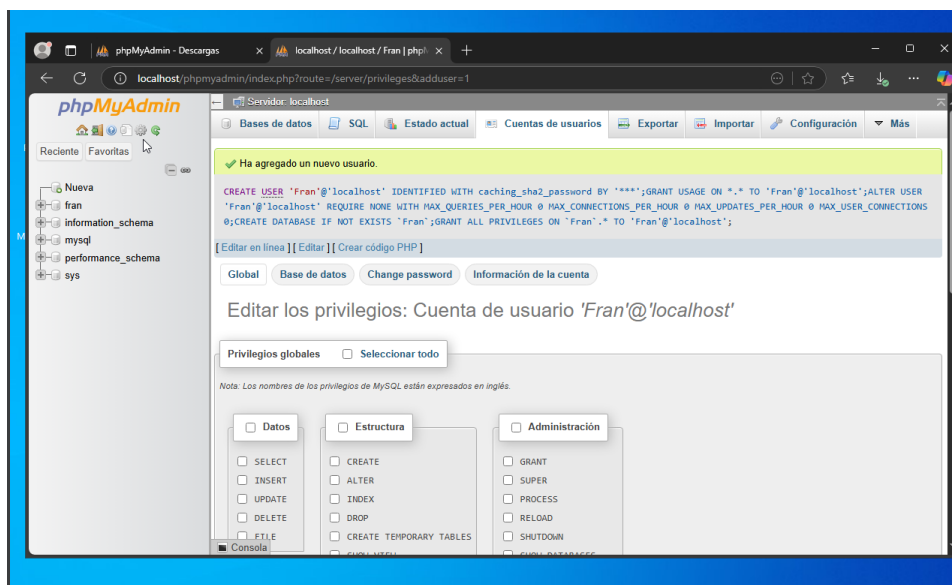 phpMyAdmin - Descargas
localhost / localhost / Fran | php
localhost/phpmyadmin/index.php?route=/server/privileges&adduser=1
phpMyAdmin
Reciente Favoritas
Nueva
fran
information_schema
mysql
performance_schema
sys
Servidor: localhost
Bases de datos SQL Estado actual Cuentas de usuarios Exportar Importar Configuración Más
Ha agregado un nuevo usuario.
CREATE USER 'Fran'@'localhost' IDENTIFIED WITH caching_sha2_password BY '***';GRANT USAGE ON *.* TO 'Fran'@'localhost';ALTER USER
'Fran'@'localhost' REQUIRE NONE WITH MAX_QUERIES_PER_HOUR 0 MAX_CONNECTIONS_PER_HOUR 0 MAX_UPDATES_PER_HOUR 0 MAX_USER_CONNECTIONS
0;CREATE DATABASE IF NOT EXISTS `Fran`;GRANT ALL PRIVILEGES ON `Fran`.* TO 'Fran'@'localhost';
[ Editar en línea ] [ Editar ] [ Crear código PHP ]
Global Base de datos Change password Información de la cuenta
Editar los privilegios: Cuenta de usuario 'Fran'@'localhost'
Privilegios globales Seleccionar todo
Nota: Los nombres de los privilegios de MySQL están expresados en inglés.
Datos
SELECT
INSERT
UPDATE
DELETE
FILE
Estructura
CREATE
ALTER
INDEX
DROP
CREATE TEMPORARY TABLES
SHOW VIEW
Administración
GRANT
SUPER
PROCESS
RELOAD
SHUTDOWN
SHOW DATABASES
Consola